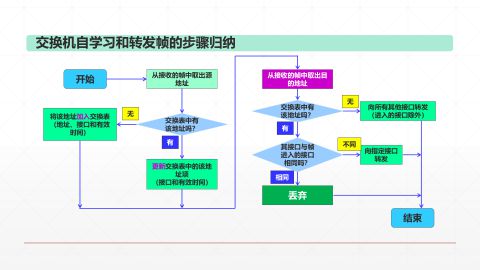 交换机自学习和转发帧的步骤归纳
开始
从接收的帧中取出源
地址
交换表中有
该地址吗?
无
将该地址加入交换表
(地址、接口和有效
时间)
有
更新交换表中的该地
址项
(接口和有效时间)
从接收的帧中取出目
的地址
交换表中有
该地址吗?
无
向所有其他接口转发
(进入的接口除外)
有
其接口与帧
进入的接口
相同吗?
不同
向指定接口
转发
相同
丢弃
结束